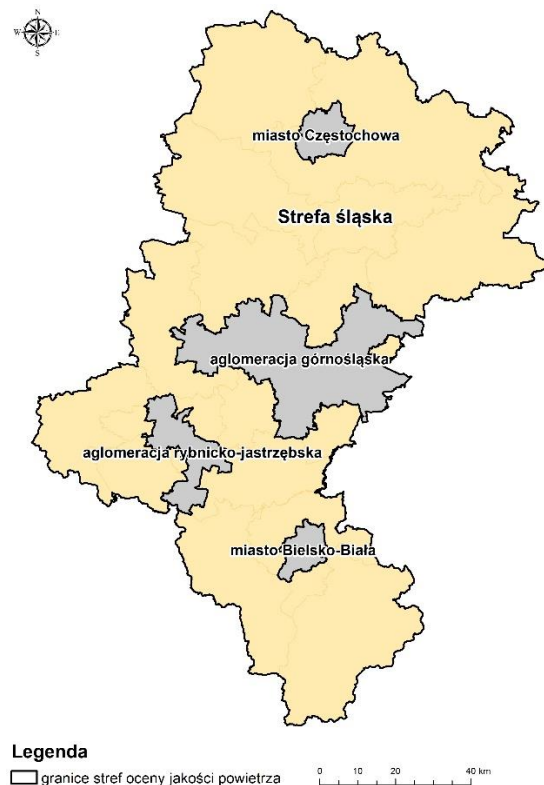 N
W E
S
miasto Częstochowa
Strefa śląska
aglomeracja górnośląska
aglomeracja rybnicko-jastrzębska
miasto Bielsko-Biała
Legenda
granice stref oceny jakości powietrza
0 10 20 40 km